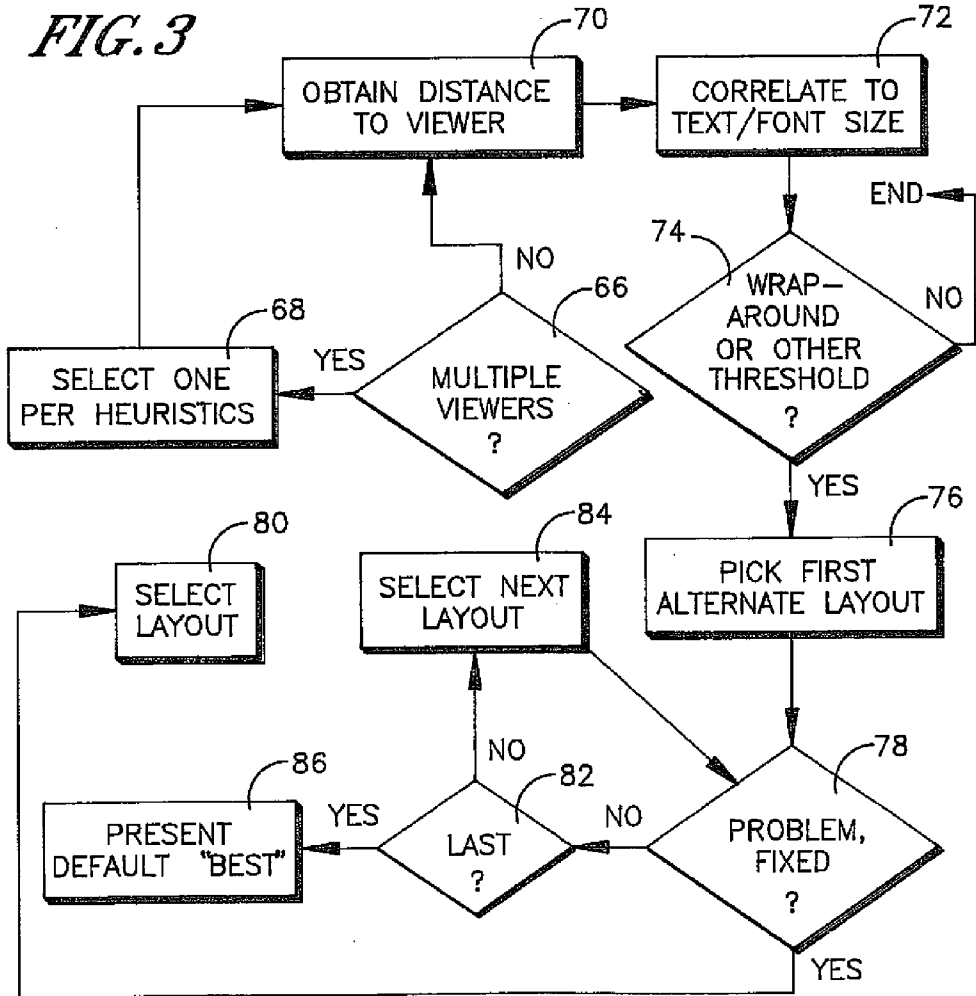 FIG. 3
70
OBTAIN DISTANCE
TO VIEWER
72
CORRELATE TO
TEXT/FONT SIZE
END
74
WRAP–
AROUND
OR OTHER
THRESHOLD
?
NO
YES
NO
66
MULTIPLE
VIEWERS
?
YES
68
SELECT ONE
PER HEURISTICS
76
PICK FIRST
ALTERNATE LAYOUT
84
SELECT NEXT
LAYOUT
80
SELECT
LAYOUT
78
PROBLEM,
FIXED
?
NO
YES
82
LAST
?
NO
YES
86
PRESENT
DEFAULT "BEST"